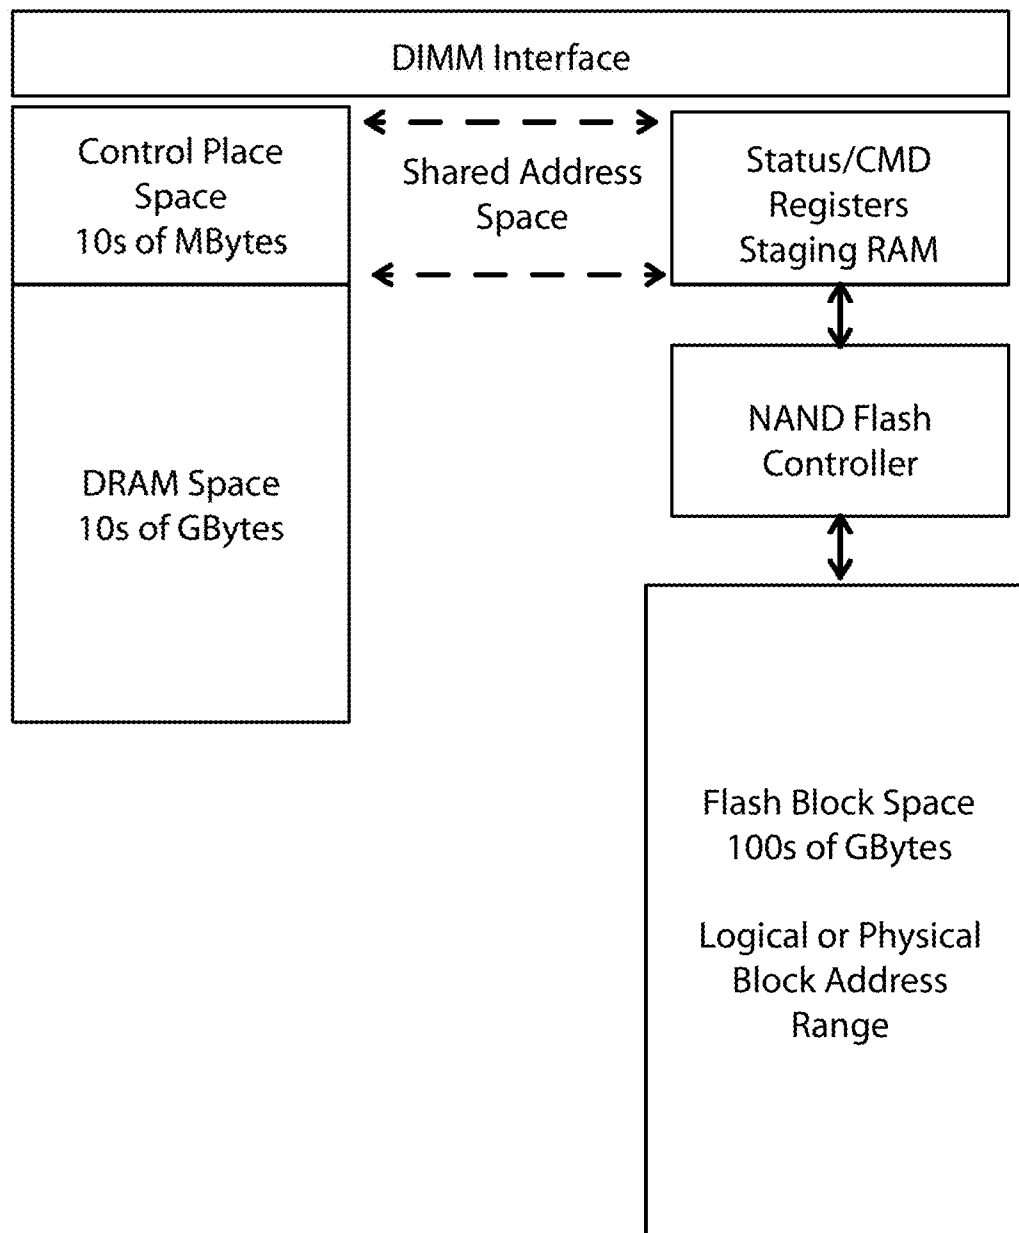 DIMM Interface
Control Place
Space
10s of MBytes
Shared Address
Space
Status/CMD
Registers
Staging RAM
NAND Flash
Controller
DRAM Space
10s of GBytes
Flash Block Space
100s of GBytes
Logical or Physical
Block Address
Range